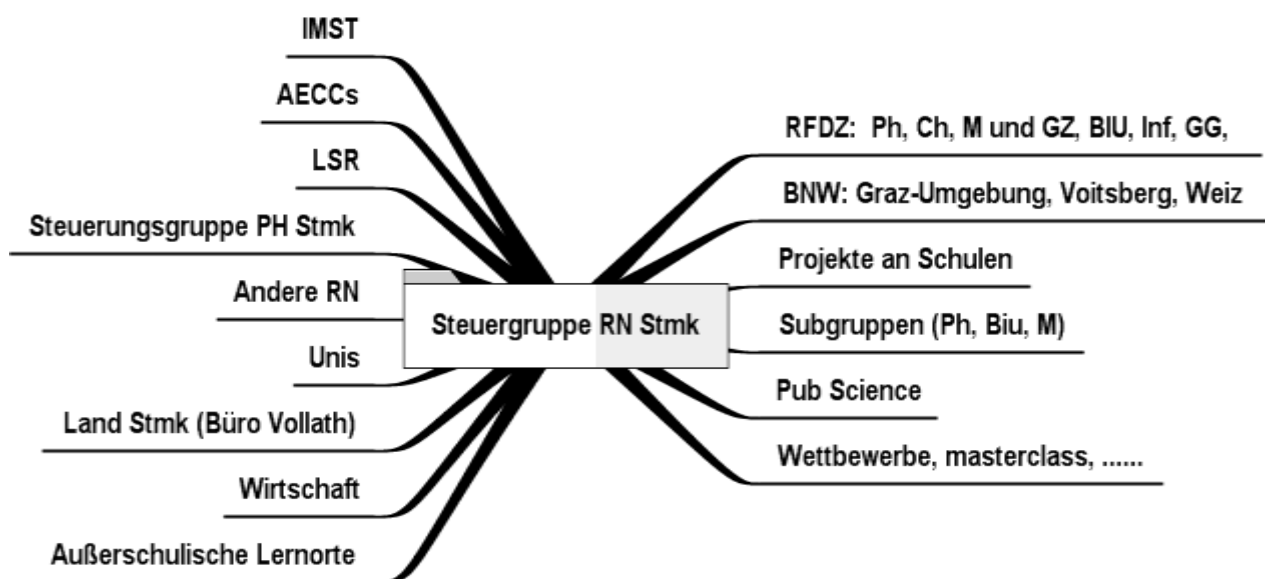 IMST
AECCs
LSR
Steuerungsgruppe PH Stmk
Andere RN
Unis
Land Stmk (Büro Vollath)
Wirtschaft
Außerschulische Lernorte
Steuergruppe RN Stmk
RFDZ: Ph, Ch, M und GZ, BIU, Inf, GG,
BNW: Graz-Umgebung, Voitsberg, Weiz
Projekte an Schulen
Subgruppen (Ph, Biu, M)
Pub Science
Wettbewerbe, masterclass, ......